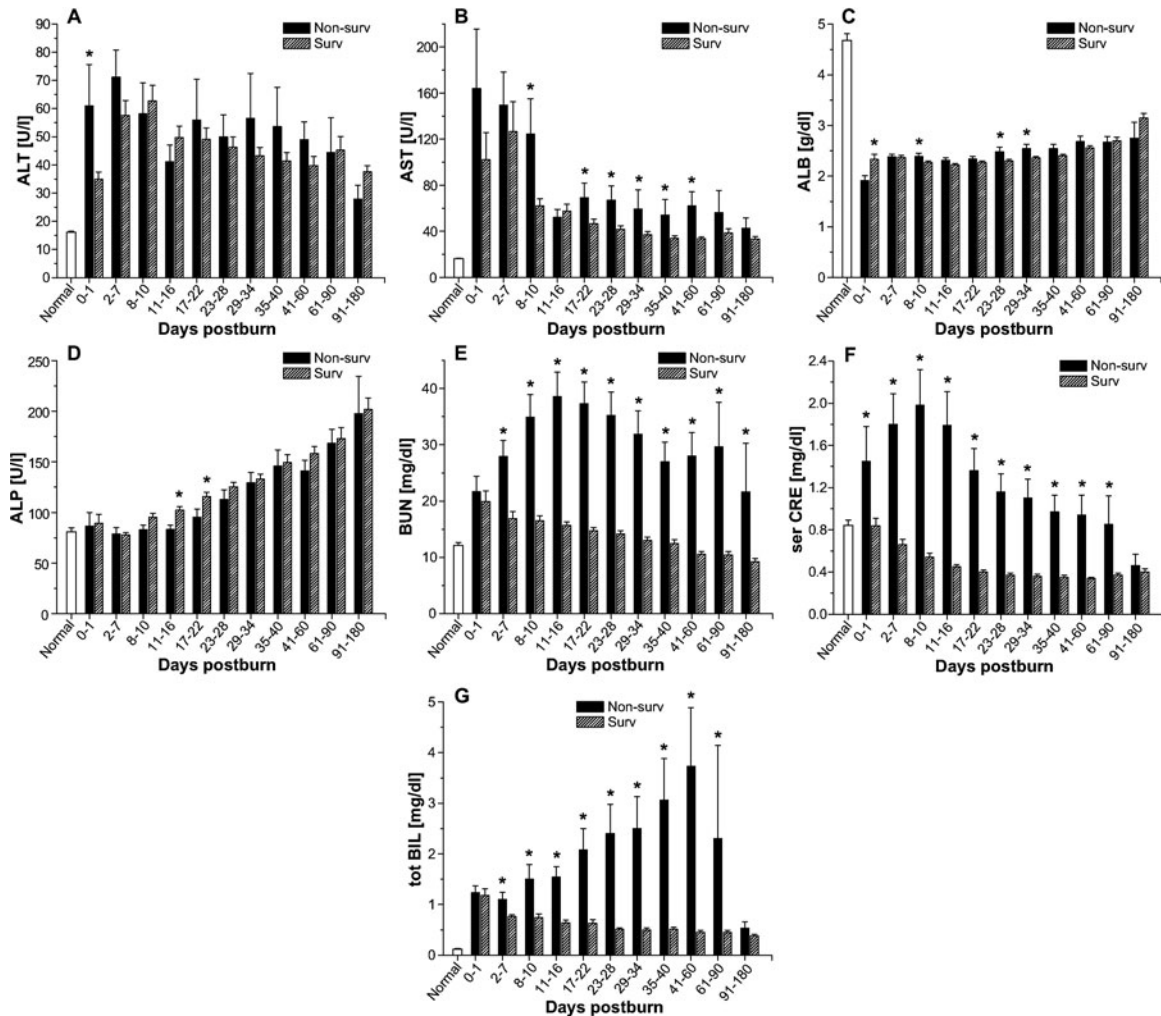 A
Non-surv
Surv
ALT [U/l]
90
80
70
60
50
40
30
20
10
0
*
Normal 0-1 2-7 8-10 11-16 17-22 23-28 29-34 35-40 41-60 61-90 91-180
Days postburn
B
Non-surv
Surv
AST [U/l]
200
160
120
80
40
0
* * * * * *
Normal 0-1 2-7 8-10 11-16 17-22 23-28 29-34 35-40 41-60 61-90 91-180
Days postburn
C
Non-surv
Surv
ALB [g/dl]
5
4
3
2
1
0
* * * *
Normal 0-1 2-7 8-10 11-16 17-22 23-28 29-34 35-40 41-60 61-90 91-180
Days postburn
D
Non-surv
Surv
ALP [U/l]
250
200
150
100
50
0
* *
Normal 0-1 2-7 8-10 11-16 17-22 23-28 29-34 35-40 41-60 61-90 91-180
Days postburn
E
Non-surv
Surv
BUN [mg/dl]
40
30
20
10
0
* * * * * * * * * *
Normal 0-1 2-7 8-10 11-16 17-22 23-28 29-34 35-40 41-60 61-90 91-180
Days postburn
F
Non-surv
Surv
ser CRE [mg/dl]
2.4
2.0
1.6
1.2
0.8
0.4
0.0
* * * * * * * * * *
Normal 0-1 2-7 8-10 11-16 17-22 23-28 29-34 35-40 41-60 61-90 91-180
Days postburn
G
Non-surv
Surv
tot BIL [mg/dl]
5
4
3
2
1
0
* * * * * * * * *
Normal 0-1 2-7 8-10 11-16 17-22 23-28 29-34 35-40 41-60 61-90 91-180
Days postburn